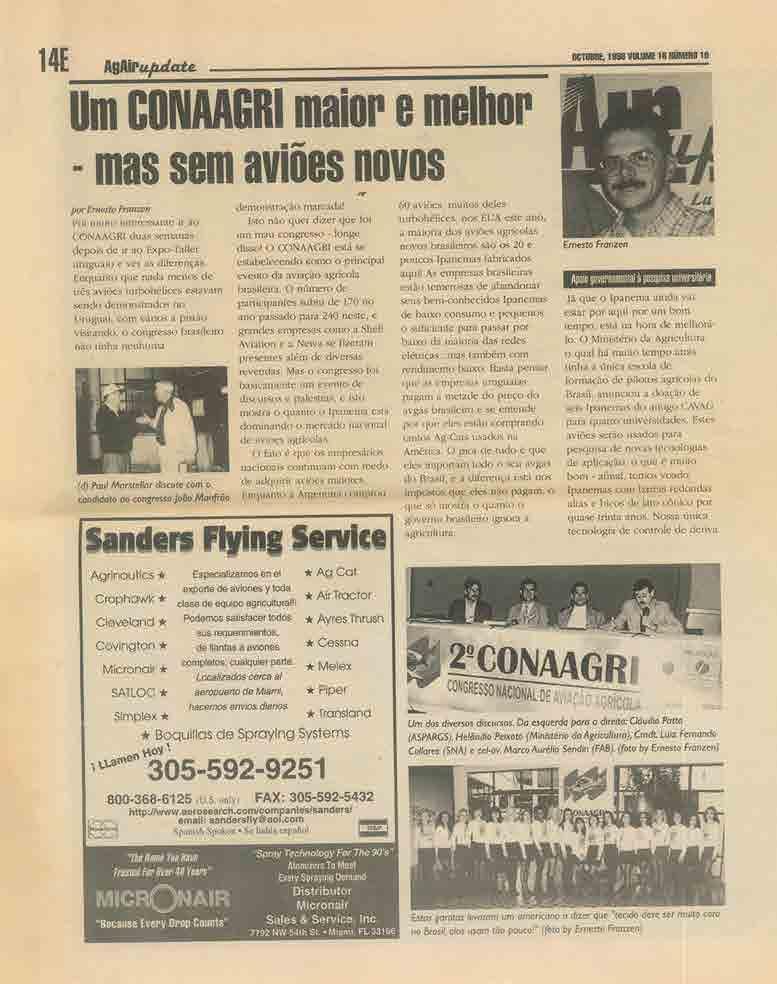 14E
AgAirupdate
OCTUBRE, 1998 VOLUME 16 NÚMERO 10
Um CONAAGRI maior e melhor
- mas sem aviões novos
por Ernesto Franzen
Foi muito interessante ir ao
CONAAGRI duas semanas
depois de ir ao Expo-Taller
uruguaio e ver as diferenças.
Enquanto que nada menos de
três aviões turbohélices estavam
sendo demonstrados no
Uruguai, com vários a pistão
visitando, o congresso brasileiro
não tinha nenhuma
(d) Paul Marsteller discute com o
candidato ao congresso João Manfrão
demonstração marcada!
Isto não quer dizer que foi
um mau congresso - longe
disso! O CONAAGRI está se
estabelecendo como o principal
evento da aviação agrícola
brasileira. O número de
participantes subiu de 170 no
ano passado para 240 neste, e
grandes empresas como a Shell
Aviation e a Neiva se fizeram
presentes além de diversas
revendas. Mas o congresso foi
basicamente um evento de
discursos e palestras, e isto
mostra o quanto o Ipanema está
dominando o mercado nacional
de aviões agrícolas.
O fato é que os empresários
nacionais continuam com medo
de adquirir aviões maiores.
Enquanto a Argentina comprou
60 aviões, muitos deles
turbohélices, nos EUA este ano,
a maioria dos aviões agrícolas
novos brasileiros são os 20 e
poucos Ipanemas fabricados
aqui! As empresas brasileiras
estão temerosas de abandonar
seus bem-conhecidos Ipanemas
de baixo consumo e pequenos
o suficiente para passar por
baixo da maioria das redes
elétricas...mas também com
rendimento baixo. Basta pensar
que as empresas uruguaias
pagam a metade do preço do
avgás brasileiro e se entende
por que eles estão comprando
tantos Ag-Cats usados na
América. O pior de tudo é que
eles importam todo o seu avgas
do Brasil, e a diferença está nos
impostos que eles não pagam, o
que só mostra o quanto o
governo brasileiro ignora a
agricultura.
Ernesto Franzen
Apoio governamental à pesquisa universitária
Já que o Ipanema ainda vai
estar por aqui por um bom
tempo, está na hora de melhorá-
lo. O Ministério da Agricultura,
o qual há muito tempo atrás
tinha a única escola de
formação de pilotos agrícolas do
Brasil, anunciou a doação de
seis Ipanemas do antigo CAVAG
para quatro universidades. Estes
aviões serão usados para
pesquisa de novas tecnologias
de aplicação, o que é muito
bom - afinal, temos voado
Ipanemas com barras redondas
altas e bicos de jato cônico por
quase trinta anos. Nossa única
tecnologia de controle de deriva
Sanders Flying Service
Agrinautics ★
Crophawk ★
Cleveland ★
Covington ★
Micronair ★
SATLOC ★
Simplex ★
Especializamos en el
exporte de aviones y toda
clase de equipo agricultural!!
Podemos satisfacer todos
sus requerimientos,
de llantas a aviones
completos, cualquier parte.
Localizados cerca al
aeropuerto de Miami,
hacemos envios diarios.
★ Ag Cat
★ Air Tractor
★ Ayres Thrush
★ Cessna
★ Melex
★ Piper
★ Transland
★ Boquillas de Spraying Systems
¡ LLamen Hoy !
305-592-9251
800-368-6125 (U.S. only) FAX: 305-592-5432
http://www.aerosearch.com/companies/sanders/
email: sandersfly@aol.com
Spanish Spoken • Se habla español
"The Name You Have
Trusted For Over 40 Years"
MICRONAIR
"Because Every Drop Counts"
"Spray Technology For The 90's"
Atomizers To Meet
Every Spraying Demand
Distributor
Micronair
Sales & Service, Inc.
7792 NW 54th St. • Miami, FL 33166
2º CONAAGRI
CONGRESSO NACIONAL DE AVIAÇÃO AGRÍCOLA
Um dos diversos discursos. Da esquerda para a direita: Cláudio Patta
(ASPARGS), Helândio Peixoto (Ministério da Agricultura), Cmdt. Luiz Fernando
Collares (SNA) e cel-av. Marco Aurélio Sendin (FAB). (foto by Ernesto Franzen)
CONAAGRI
Estas garotas levaram um americano a dizer que "tecido deve ser muito caro
no Brasil, elas usam tão pouco!" (foto by Ernesto Franzen)